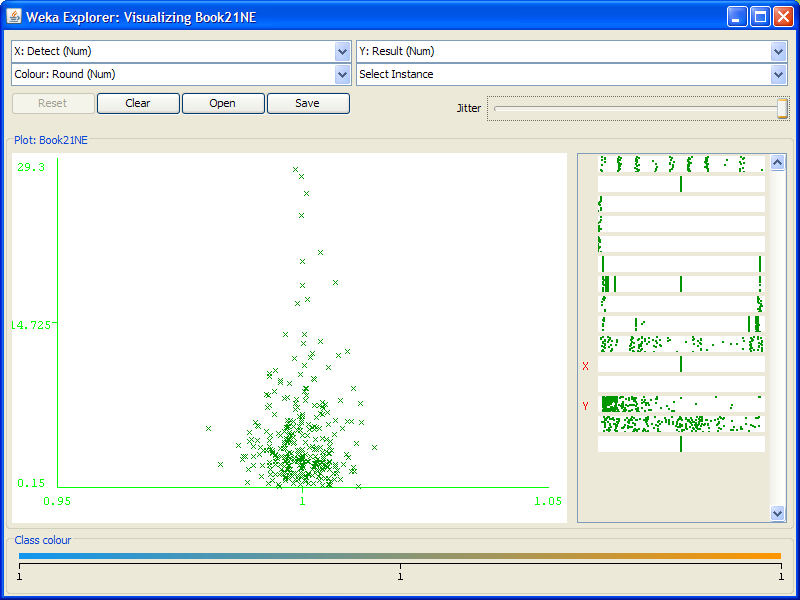 Weka Explorer: Visualizing Book21NE
X: Detect (Num)
Y: Result (Num)
Colour: Round (Num)
Select Instance
Reset
Clear
Open
Save
Jitter
Plot: Book21NE
29.3
14.725
0.15
0.95
1
1.05
X
Y
Class colour
1
1
1